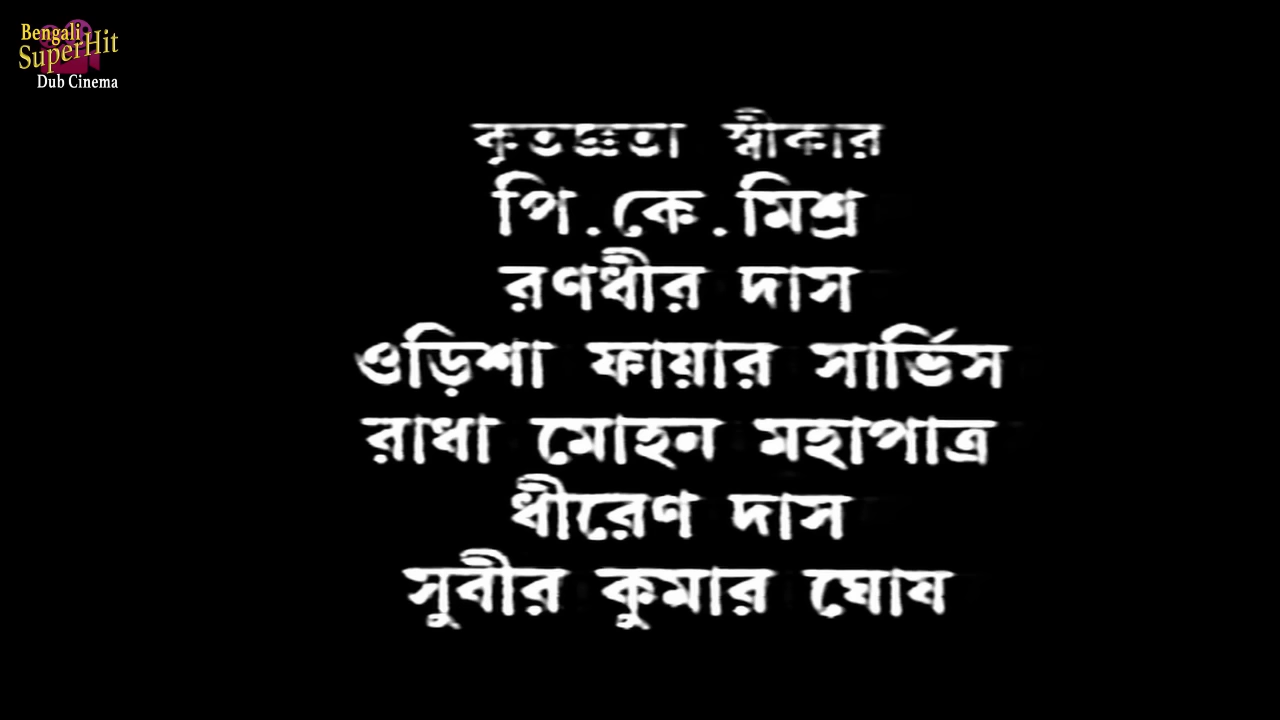 Bengali
SuperHit
Dub Cinema
কৃতজ্ঞতা স্বীকার
পি.কে.মিশ্র
রণধীর দাস
ওড়িশা ফায়ার সার্ভিস
রাধা মোহন মহাপাত্র
ধীরেণ দাস
সুবীর কুমার ঘোষ